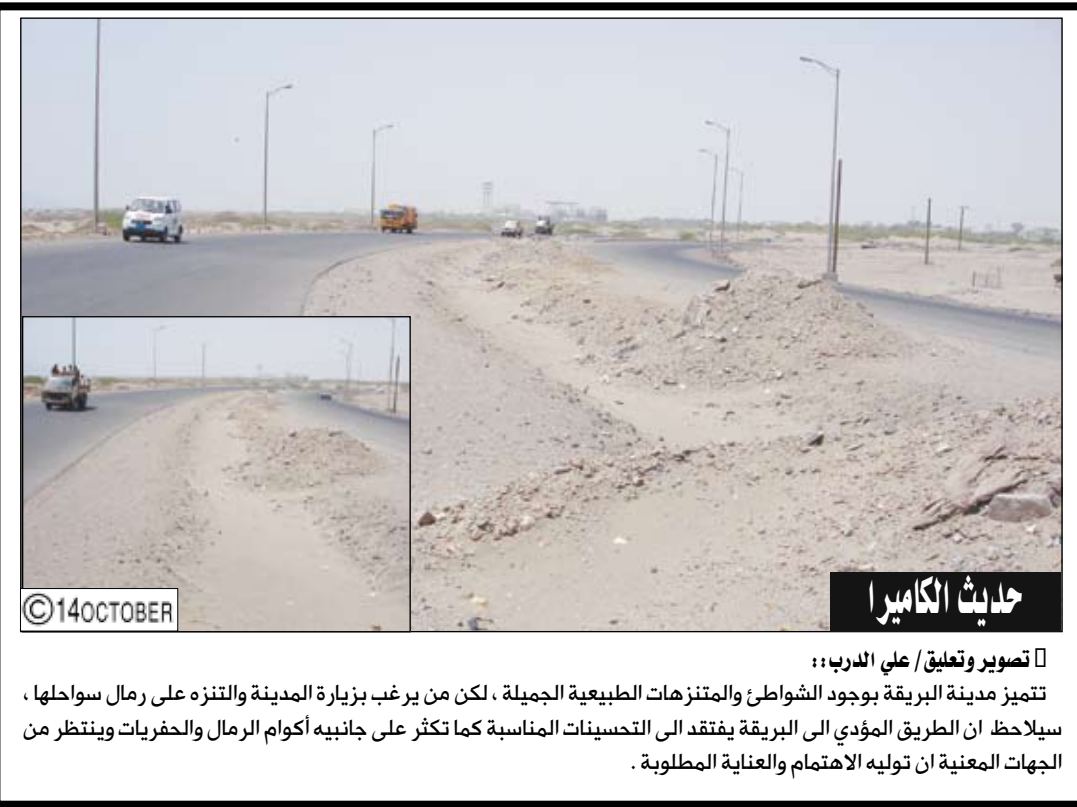 حديث الكاميرا
©14OCTOBER
تصوير وتعليق/ علي الدرب::
تتميز مدينة البريقة بوجود الشواطئ والمتنزهات الطبيعية الجميلة ، لكن من يرغب بزيارة المدينة والتنزه على رمال سواحلها ،
سيلاحظ ان الطريق المؤدي الى البريقة يفتقد الى التحسينات المناسبة كما تكثر على جانبيه أكوام الرمال والحفريات وينتظر من
الجهات المعنية ان توليه الاهتمام والعناية المطلوبة .